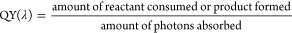 QY(λ) = amount of reactant consumed or product formed
amount of photons absorbed